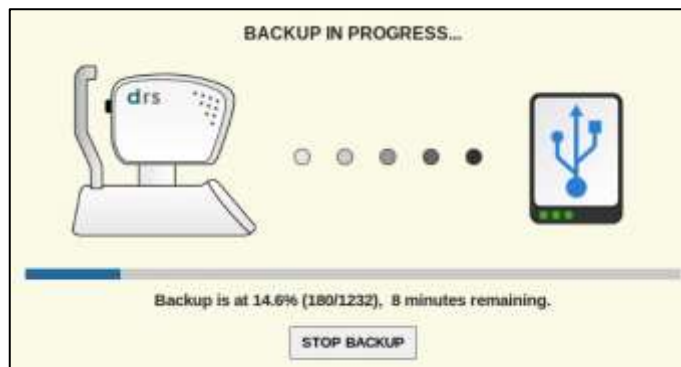 BACKUP IN PROGRESS...
drs
Backup is at 14.6% (180/1232), 8 minutes remaining.
STOP BACKUP